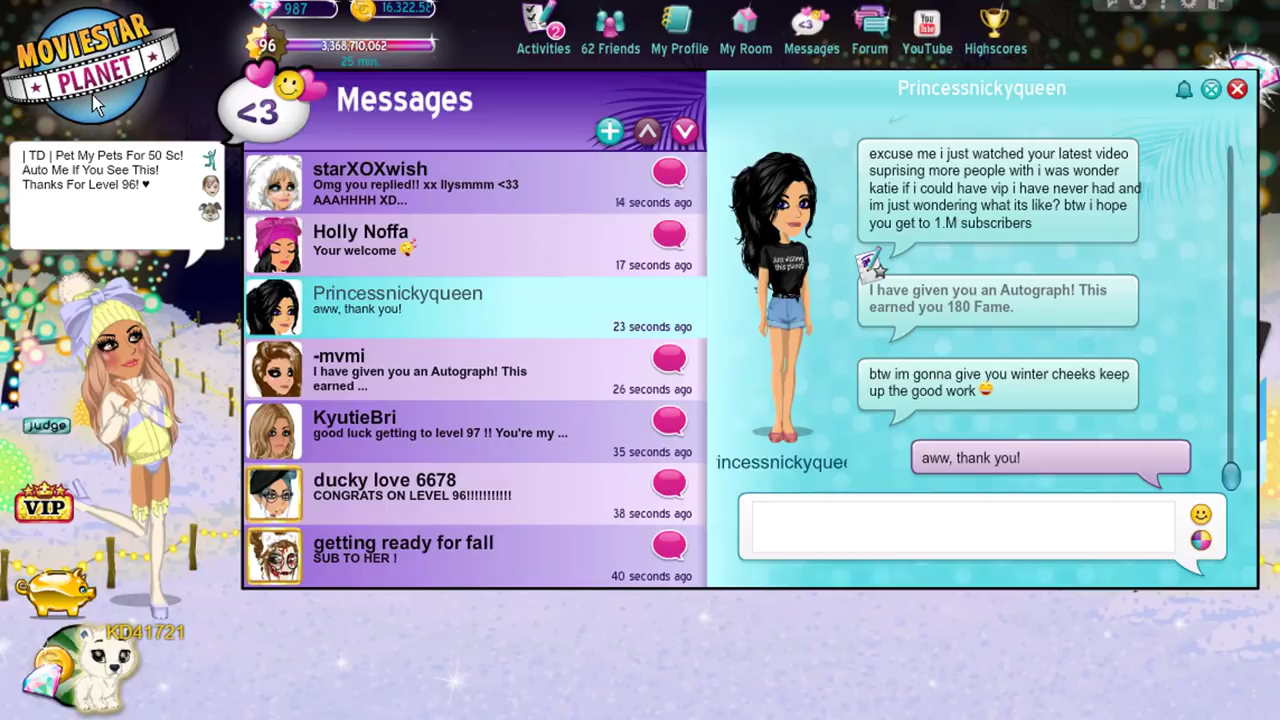 987
16,322,58
Activities
2
62 Friends
My Profile
My Room
<3
Messages
Forum
You
Tube
YouTube
Highscores
96
3,368,710,062
25 min.
MOVIESTAR
PLANET
| TD | Pet My Pets For 50 Sc!
Auto Me If You See This!
Thanks For Level 96! ♥
judge
VIP
KD41721
<3
Messages
starXOXwish
Omg you replied!! xx llysmmm <33
AAAHHHH XD...
14 seconds ago
Holly Noffa
Your welcome 😘
17 seconds ago
Princessnickyqueen
aww, thank you!
23 seconds ago
-mvmi
I have given you an Autograph! This
earned ...
26 seconds ago
KyutieBri
good luck getting to level 97 !! You're my ...
35 seconds ago
ducky love 6678
CONGRATS ON LEVEL 96!!!!!!!!!!!
38 seconds ago
getting ready for fall
SUB TO HER !
40 seconds ago
Princessnickyqueen
excuse me i just watched your latest video
suprising more people with i was wonder
katie if i could have vip i have never had and
im just wondering what its like? btw i hope
you get to 1.M subscribers
I have given you an Autograph! This
earned you 180 Fame.
btw im gonna give you winter cheeks keep
up the good work 😄
aww, thank you!
Just visiting
this planet
incessnickyquee